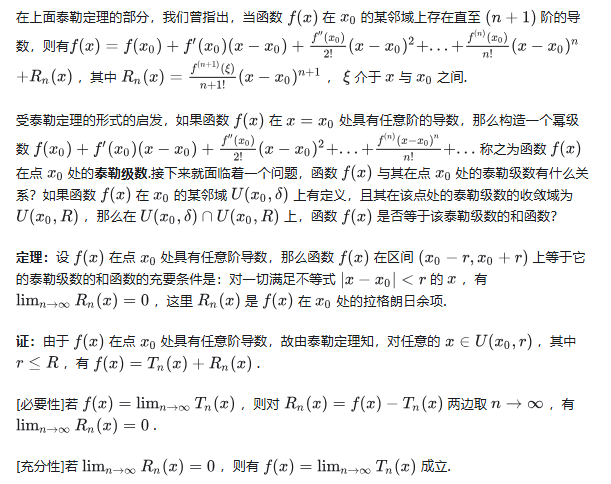 在上面泰勒定理的部分，我们曾指出，当函数 $f(x)$ 在 $x_0$ 的某邻域上存在直至 $(n+1)$ 阶的导
数，则有$f(x)=f(x_0)+f'(x_0)(x-x_0)+\frac{f''(x_0)}{2!}(x-x_0)^2+...+\frac{f^{(n)}(x_0)}{n!}(x-x_0)^n$
$+R_n(x)$ ，其中 $R_n(x)=\frac{f^{(n+1)}(\xi)}{n+1!}(x-x_0)^{n+1}$ ， $\xi$ 介于 $x$ 与 $x_0$ 之间.
受泰勒定理的形式的启发，如果函数 $f(x)$ 在 $x=x_0$ 处具有任意阶的导数，那么构造一个幂级
数 $f(x_0)+f'(x_0)(x-x_0)+\frac{f''(x_0)}{2!}(x-x_0)^2+...+\frac{f^{(n)}(x-x_0)^n}{n!}+...$ 称之为函数 $f(x)$
在点 $x_0$ 处的泰勒级数.接下来就面临着一个问题，函数 $f(x)$ 与其在点 $x_0$ 处的泰勒级数有什么关
系？如果函数 $f(x)$ 在 $x_0$ 的某邻域 $U(x_0,\delta)$ 上有定义，且其在该点处的泰勒级数的收敛域为
$U(x_0,R)$ ，那么在 $U(x_0,\delta)\cap U(x_0,R)$ 上，函数 $f(x)$ 是否等于该泰勒级数的和函数？
定理：设 $f(x)$ 在点 $x_0$ 处具有任意阶导数，那么函数 $f(x)$ 在区间 $(x_0-r,x_0+r)$ 上等于它
的泰勒级数的和函数的充要条件是：对一切满足不等式 $|x-x_0|<r$ 的 $x$ ，有
$\lim_{n\to\infty}R_n(x)=0$ ，这里 $R_n(x)$ 是 $f(x)$ 在 $x_0$ 处的拉格朗日余项.
证：由于 $f(x)$ 在点 $x_0$ 处具有任意阶导数，故由泰勒定理知，对任意的 $x\in U(x_0,r)$ ，其中
$r\leq R$ ，有 $f(x)=T_n(x)+R_n(x)$ .
[必要性]若 $f(x)=\lim_{n\to\infty}T_n(x)$ ，则对 $R_n(x)=f(x)-T_n(x)$ 两边取 $n\to\infty$ ，有
$\lim_{n\to\infty}R_n(x)=0$ .
[充分性]若 $\lim_{n\to\infty}R_n(x)=0$ ，则有 $f(x)=\lim_{n\to\infty}T_n(x)$ 成立.